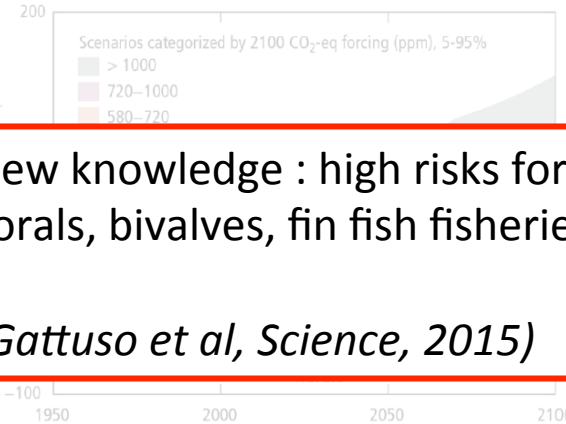 200
Scenarios categorized by 2100 CO₂-eq forcing (ppm), 5-95%
> 1000
720–1000
580–720
ew knowledge : high risks for
orals, bivalves, fin fish fisherie
Gattuso et al, Science, 2015)
–100
1950 2000 2050 2100